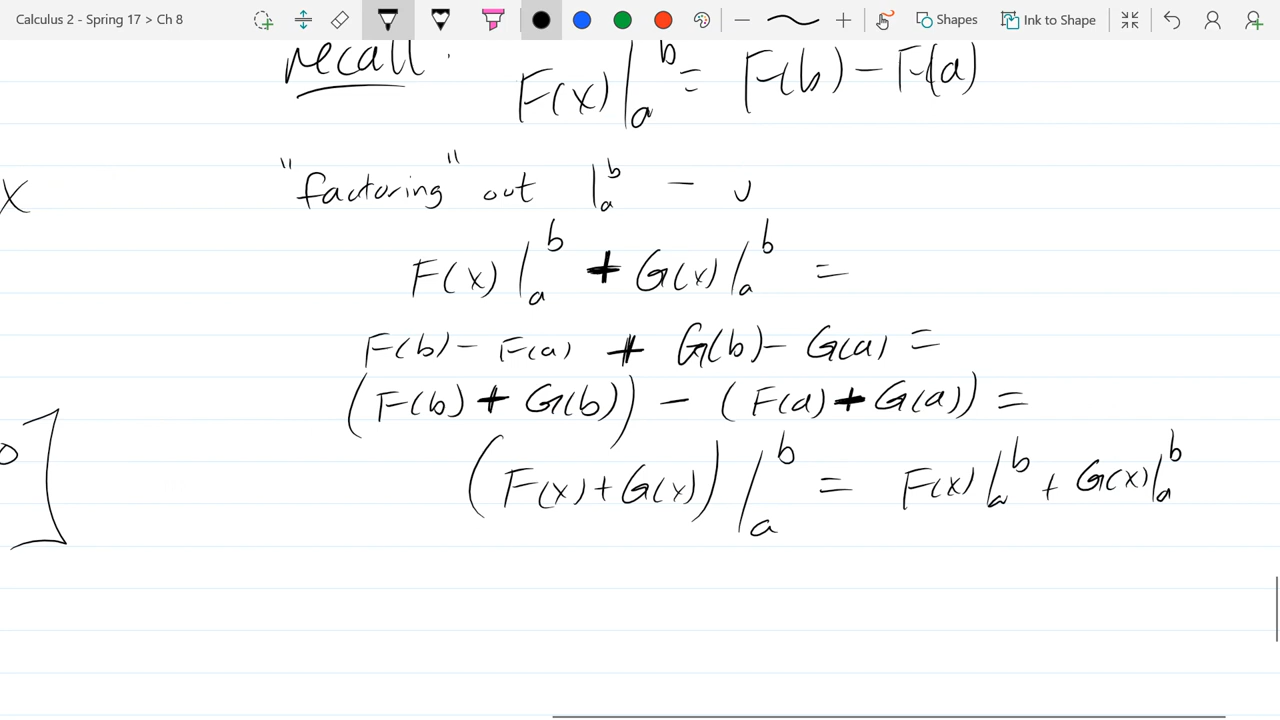 Calculus 2 - Spring 17 > Ch 8
Shapes
Ink to Shape
recall.
F(x)|ₐᵇ = F(b) - F(a)
x
"factoring" out |ₐᵇ -
F(x)|ₐᵇ + G(x)|ₐᵇ =
F(b) - F(a) + G(b) - G(a) =
(F(b) + G(b)) - (F(a) + G(a)) =
]
(F(x) + G(x))|ₐᵇ = F(x)|ₐᵇ + G(x)|ₐᵇ